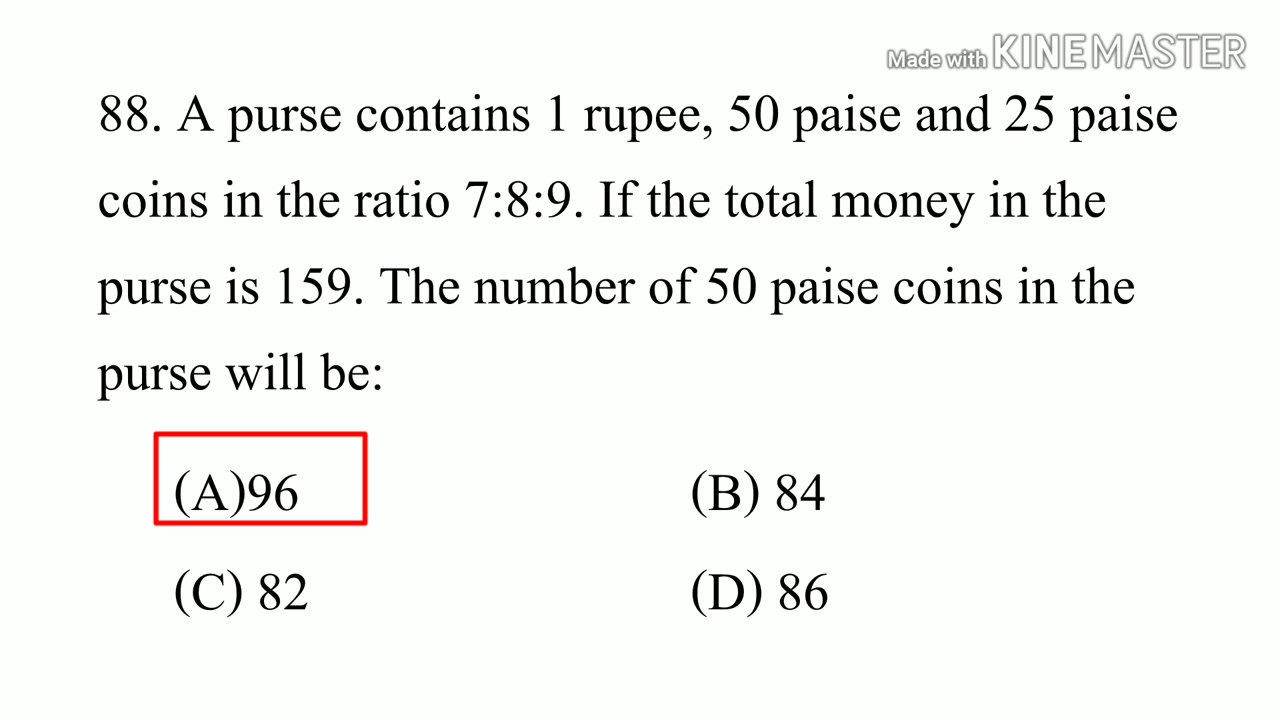 Made with KINEMASTER
88. A purse contains 1 rupee, 50 paise and 25 paise
coins in the ratio 7:8:9. If the total money in the
purse is 159. The number of 50 paise coins in the
purse will be:
(A)96 (B) 84
(C) 82 (D) 86